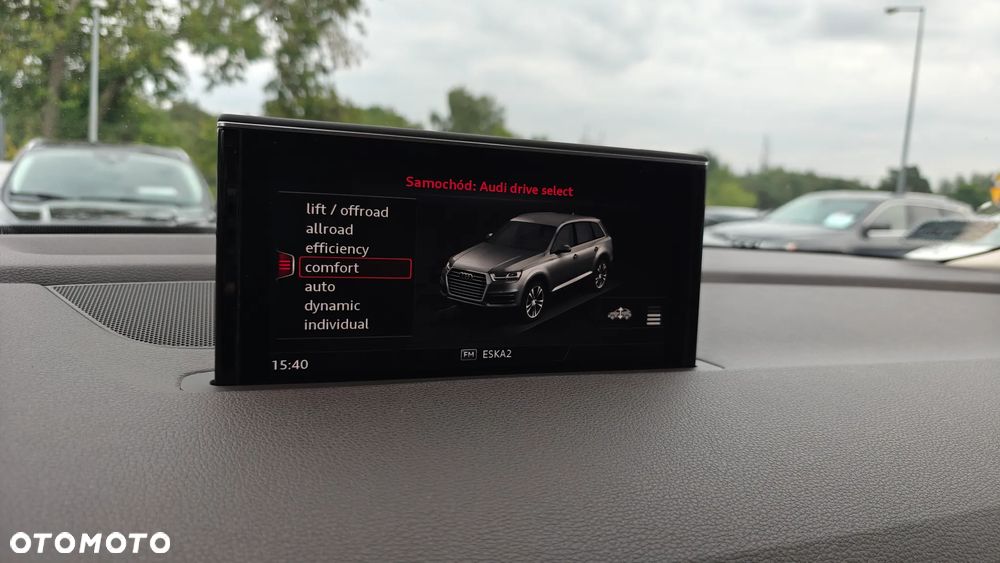 Samochód: Audi drive select
lift / offroad
allroad
efficiency
comfort
auto
dynamic
individual
FM ESKA2
15:40
OTOMOTO